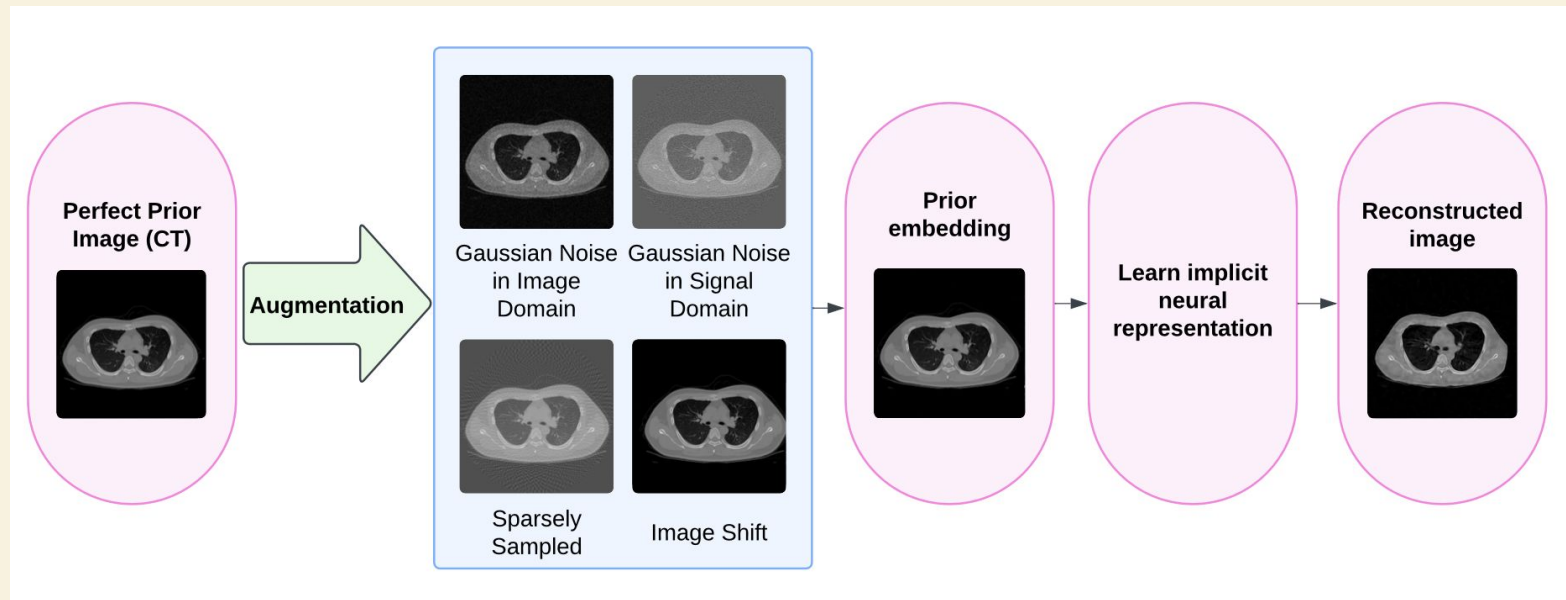 Perfect Prior
Image (CT)
Augmentation
Gaussian Noise
in Image
Domain
Gaussian Noise
in Signal
Domain
Sparsely
Sampled
Image Shift
Prior
embedding
Learn implicit
neural
representation
Reconstructed
image